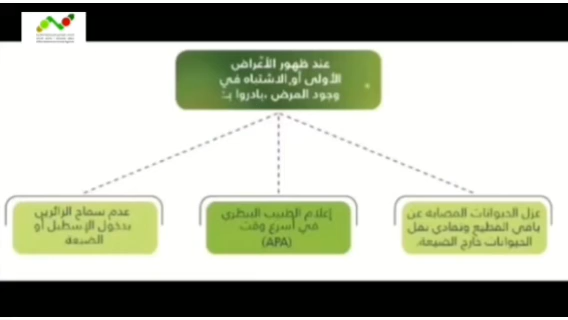 عند ظهور الأعراض
الأولى أو الاشتباه في
وجود المرض ،بادروا بـ:
عزل الحيوانات المصابة عن
باقي القطيع وتفادي نقل
الحيوانات خارج الضيعة.
إعلام الطبيب البيطري
في أسرع وقت
(APA)
عدم سماح الزائرين
بدخول الإسطبل أو
الضيعة